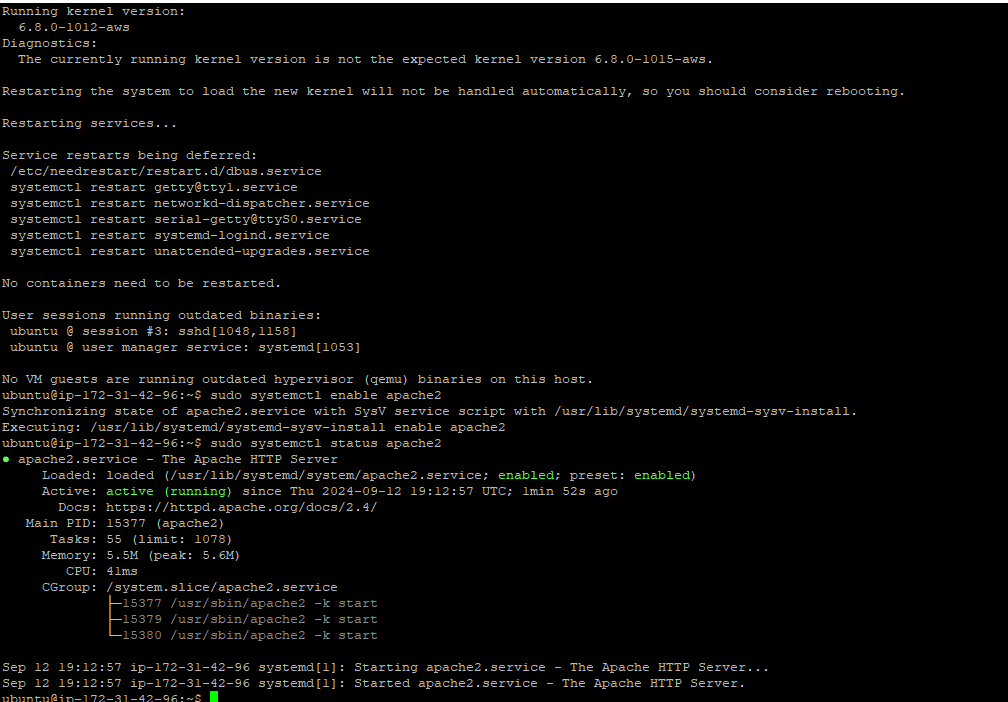 Running kernel version:
  6.8.0-1012-aws
Diagnostics:
  The currently running kernel version is not the expected kernel version 6.8.0-1015-aws.

Restarting the system to load the new kernel will not be handled automatically, so you should consider rebooting.

Restarting services...

Service restarts being deferred:
 /etc/needrestart/restart.d/dbus.service
 systemctl restart getty@tty1.service
 systemctl restart networkd-dispatcher.service
 systemctl restart serial-getty@ttyS0.service
 systemctl restart systemd-logind.service
 systemctl restart unattended-upgrades.service

No containers need to be restarted.

User sessions running outdated binaries:
 ubuntu @ session #3: sshd[1048,1158]
 ubuntu @ user manager service: systemd[1053]

No VM guests are running outdated hypervisor (qemu) binaries on this host.
ubuntu@ip-172-31-42-96:~$ sudo systemctl enable apache2
Synchronizing state of apache2.service with SysV service script with /usr/lib/systemd/systemd-sysv-install.
Executing: /usr/lib/systemd/systemd-sysv-install enable apache2
ubuntu@ip-172-31-42-96:~$ sudo systemctl status apache2
● apache2.service - The Apache HTTP Server
     Loaded: loaded (/usr/lib/systemd/system/apache2.service; enabled; preset: enabled)
     Active: active (running) since Thu 2024-09-12 19:12:57 UTC; 1min 52s ago
       Docs: https://httpd.apache.org/docs/2.4/
   Main PID: 15377 (apache2)
      Tasks: 55 (limit: 1078)
     Memory: 5.5M (peak: 5.6M)
        CPU: 41ms
     CGroup: /system.slice/apache2.service
             ├─15377 /usr/sbin/apache2 -k start
             ├─15379 /usr/sbin/apache2 -k start
             └─15380 /usr/sbin/apache2 -k start

Sep 12 19:12:57 ip-172-31-42-96 systemd[1]: Starting apache2.service - The Apache HTTP Server...
Sep 12 19:12:57 ip-172-31-42-96 systemd[1]: Started apache2.service - The Apache HTTP Server.
ubuntu@ip-172-31-42-96:~$